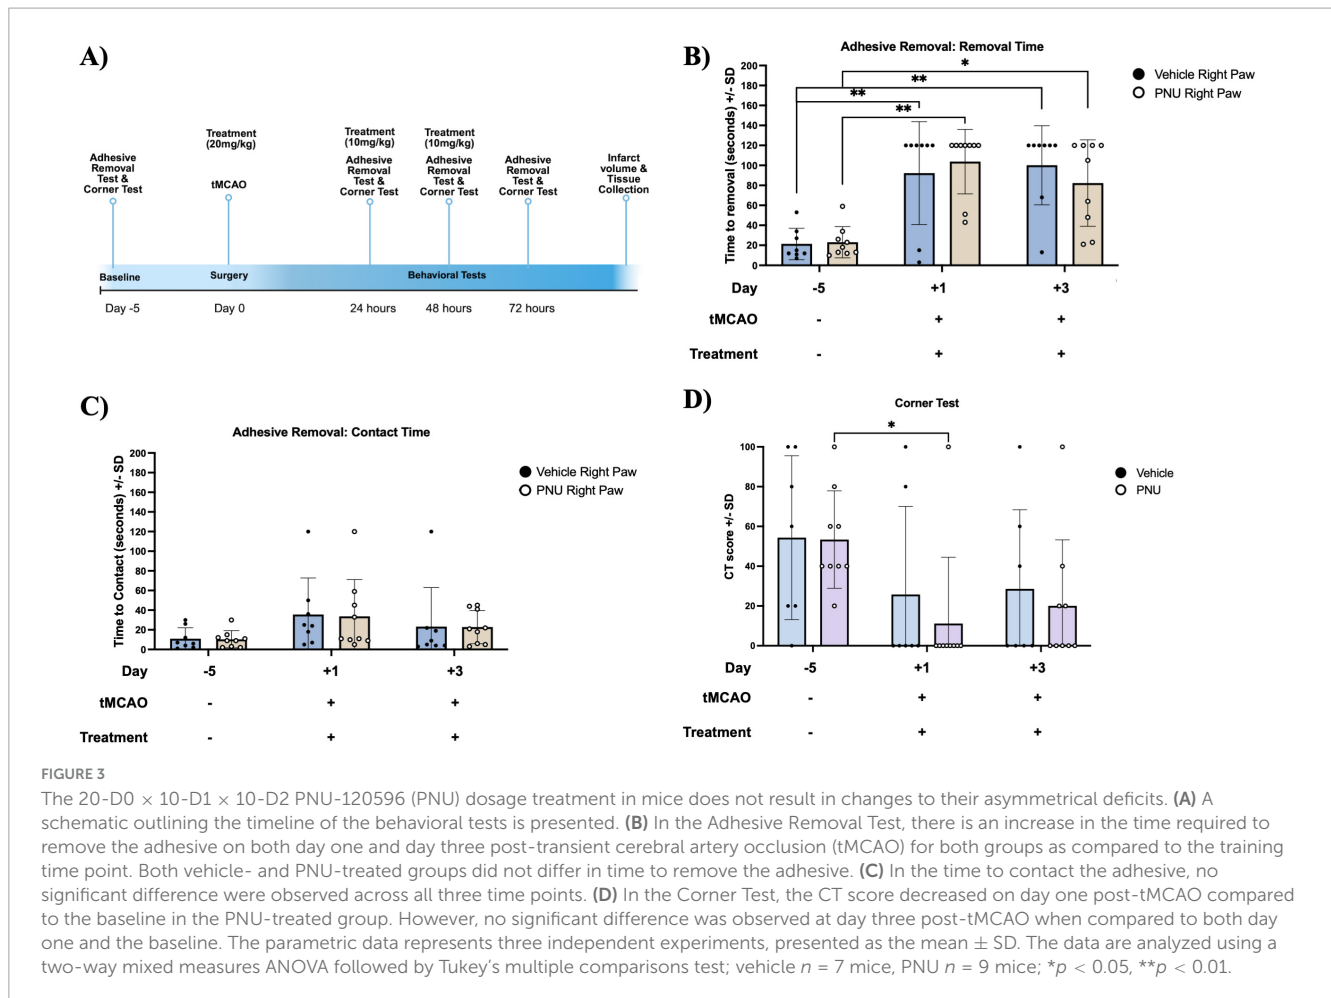 A)
Treatment
(20mg/kg)
Treatment
(10mg/kg)
Treatment
(10mg/kg)
Adhesive
Removal
Test &
Corner Test
tMCAO
Adhesive
Removal
Test &
Corner Test
Adhesive
Removal
Test &
Corner Test
Adhesive
Removal
Test &
Corner Test
Infarct
volume &
Tissue
Collection
Baseline
Surgery
Behavioral Tests
Day -5
Day 0
24 hours
48 hours
72 hours
B)
Adhesive Removal: Removal Time
Time to removal (seconds) +/- SD
200
180
160
140
120
100
80
60
40
20
0
*
**
**
**
Vehicle Right Paw
PNU Right Paw
Day -5 +1 +3
tMCAO - + +
Treatment - + +
C)
Adhesive Removal: Contact Time
Time to Contact (seconds) +/- SD
200
180
160
140
120
100
80
60
40
20
0
Vehicle Right Paw
PNU Right Paw
Day -5 +1 +3
tMCAO - + +
Treatment - + +
D)
Corner Test
CT score +/- SD
100
80
60
40
20
0
*
Vehicle
PNU
Day -5 +1 +3
tMCAO - + +
Treatment - + +
FIGURE 3
The 20-D0 × 10-D1 × 10-D2 PNU-120596 (PNU) dosage treatment in mice does not result in changes to their asymmetrical deficits. (A) A
schematic outlining the timeline of the behavioral tests is presented. (B) In the Adhesive Removal Test, there is an increase in the time required to
remove the adhesive on both day one and day three post-transient cerebral artery occlusion (tMCAO) for both groups as compared to the training
time point. Both vehicle- and PNU-treated groups did not differ in time to remove the adhesive. (C) In the time to contact the adhesive, no
significant difference were observed across all three time points. (D) In the Corner Test, the CT score decreased on day one post-tMCAO compared
to the baseline in the PNU-treated group. However, no significant difference was observed at day three post-tMCAO when compared to both day
one and the baseline. The parametric data represents three independent experiments, presented as the mean ± SD. The data are analyzed using a
two-way mixed measures ANOVA followed by Tukey's multiple comparisons test; vehicle n = 7 mice, PNU n = 9 mice; *p < 0.05, **p < 0.01.